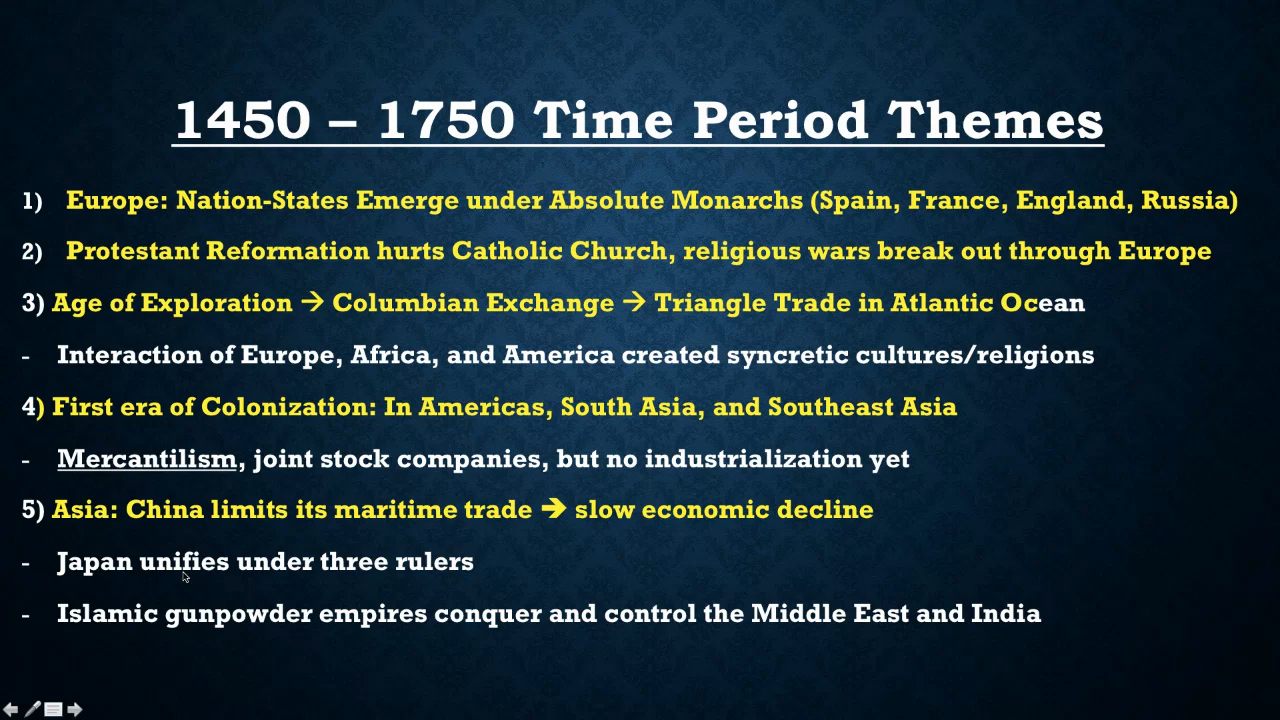 1450 – 1750 Time Period Themes
1) Europe: Nation-States Emerge under Absolute Monarchs (Spain, France, England, Russia)
2) Protestant Reformation hurts Catholic Church, religious wars break out through Europe
3) Age of Exploration → Columbian Exchange → Triangle Trade in Atlantic Ocean
- Interaction of Europe, Africa, and America created syncretic cultures/religions
4) First era of Colonization: In Americas, South Asia, and Southeast Asia
- Mercantilism, joint stock companies, but no industrialization yet
5) Asia: China limits its maritime trade → slow economic decline
- Japan unifies under three rulers
- Islamic gunpowder empires conquer and control the Middle East and India